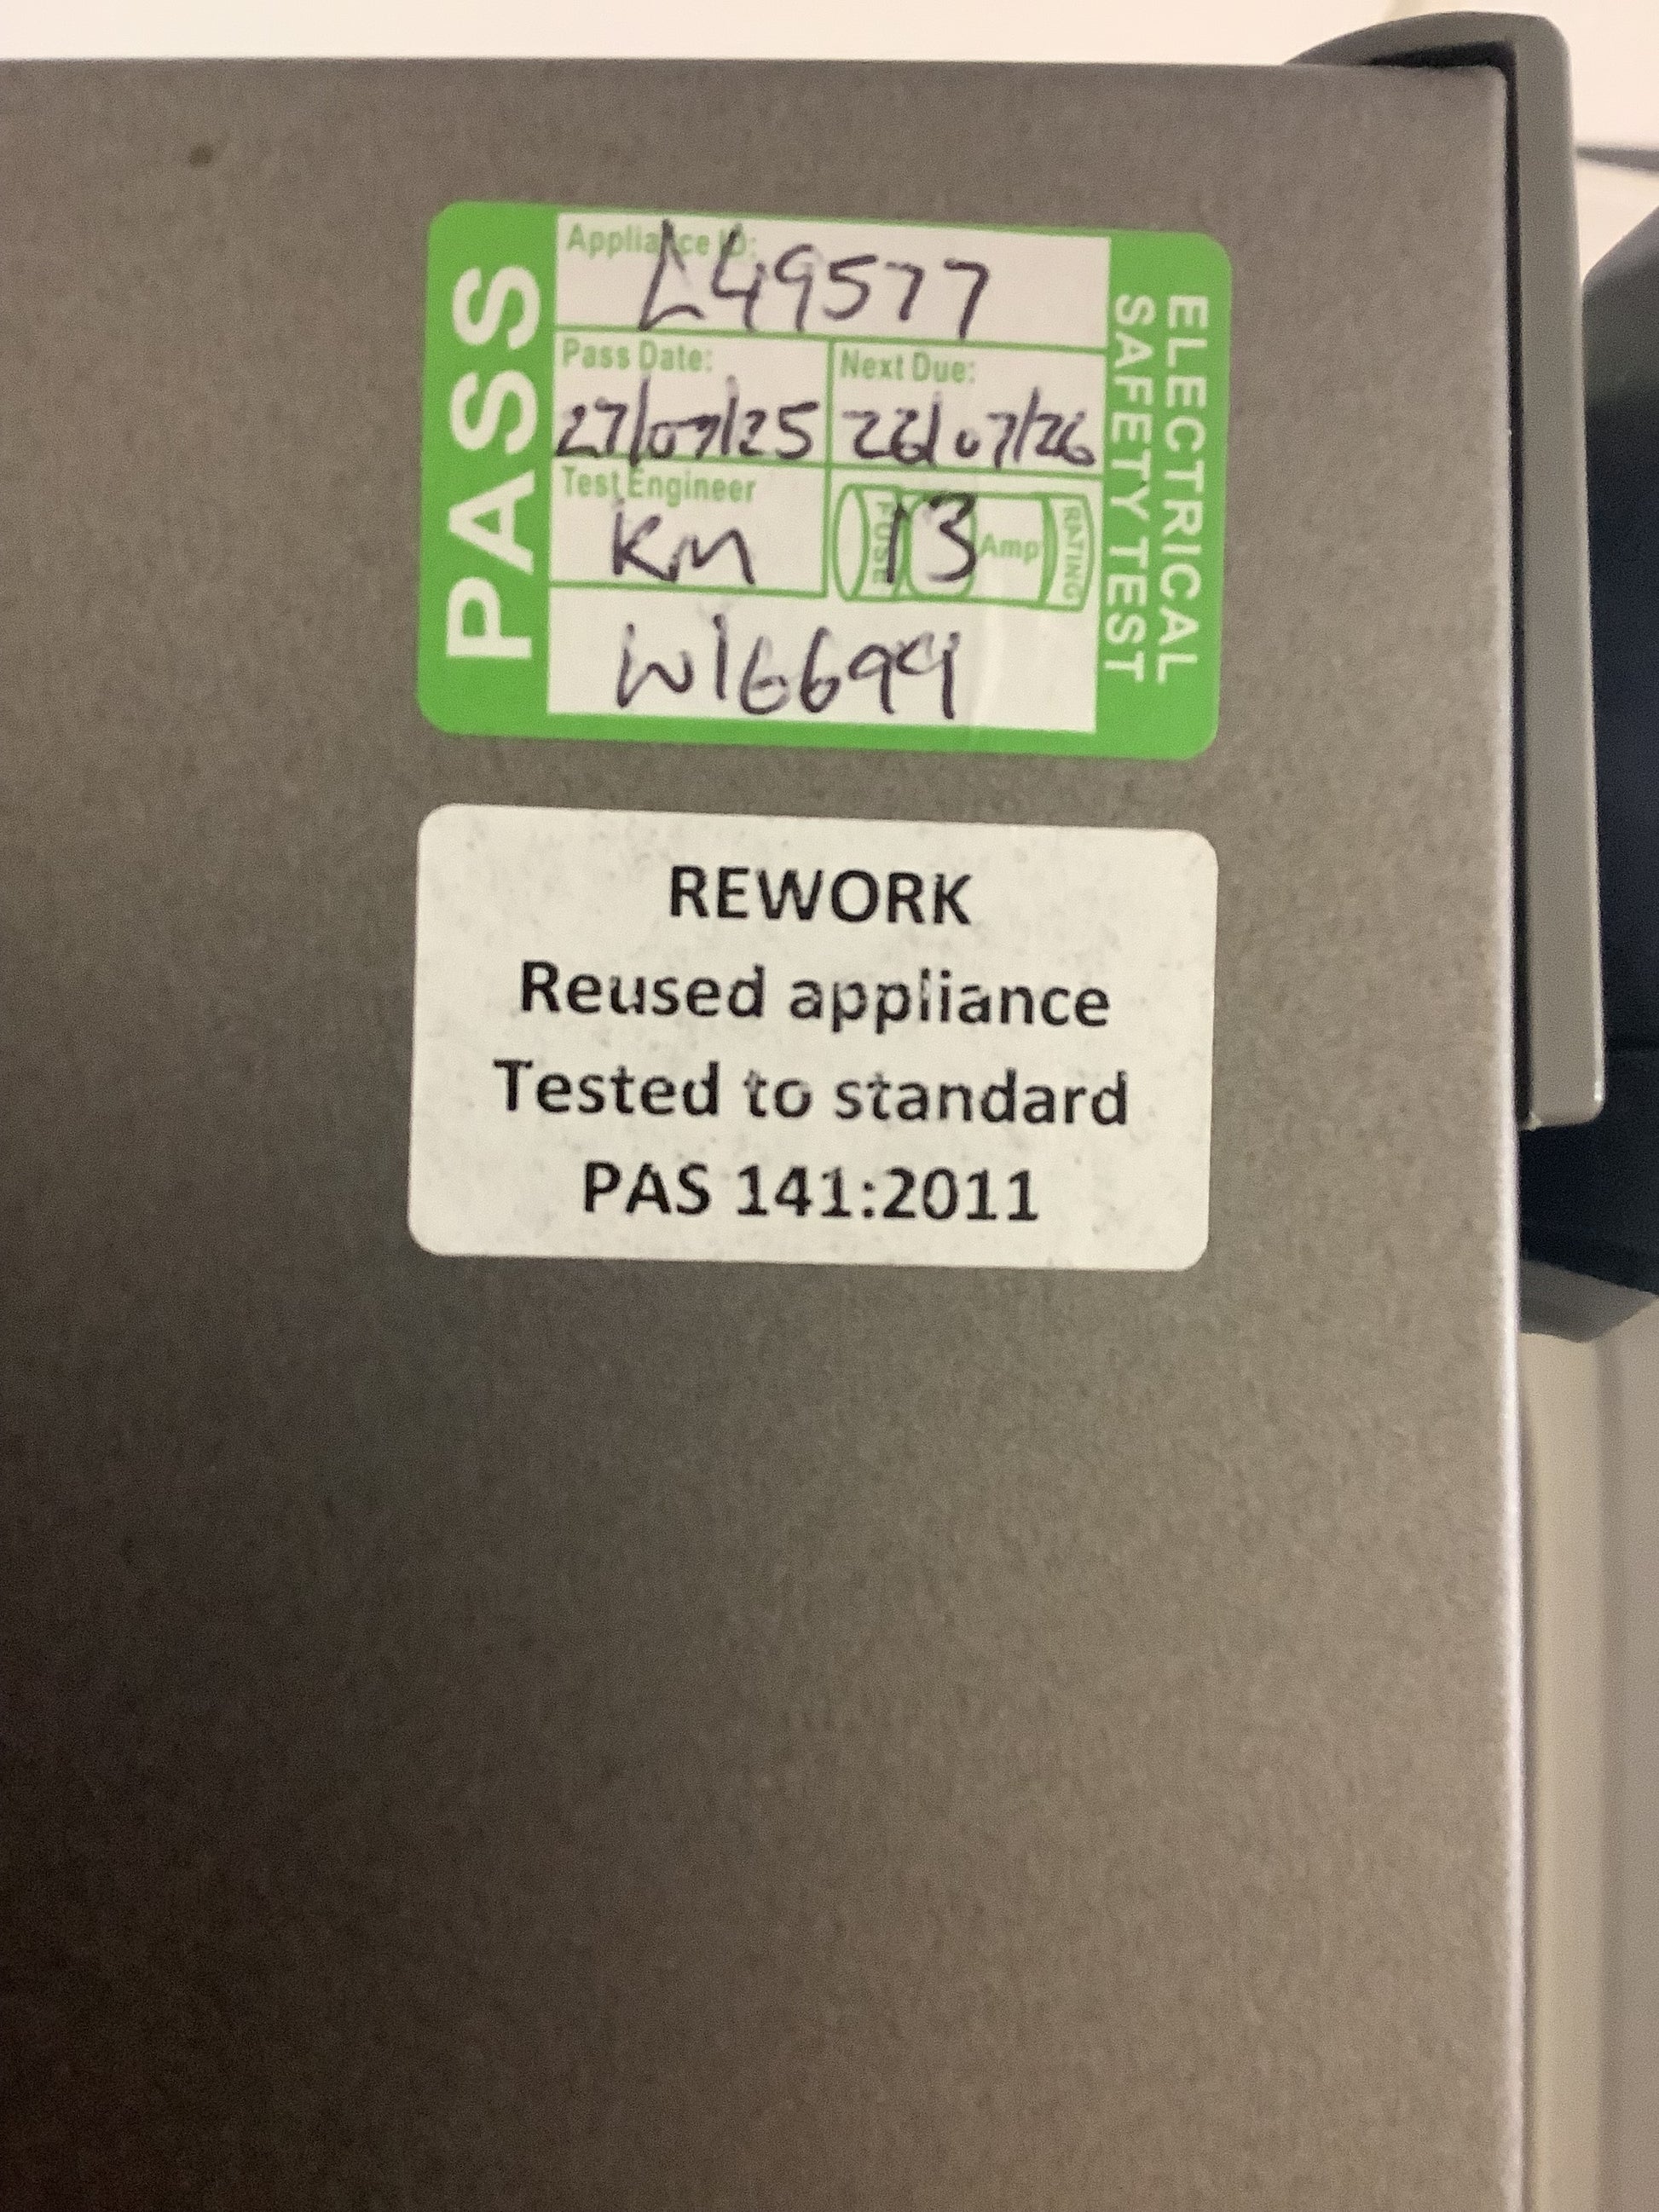 PASS
Appliance ID:
L49577
Pass Date:
Next Due:
27/07/25
26/07/26
Test Engineer
KM
FUSE
13
Amp
RATING
W16699
ELECTRICAL
SAFETY TEST
REWORK
Reused appliance
Tested to standard
PAS 141:2011